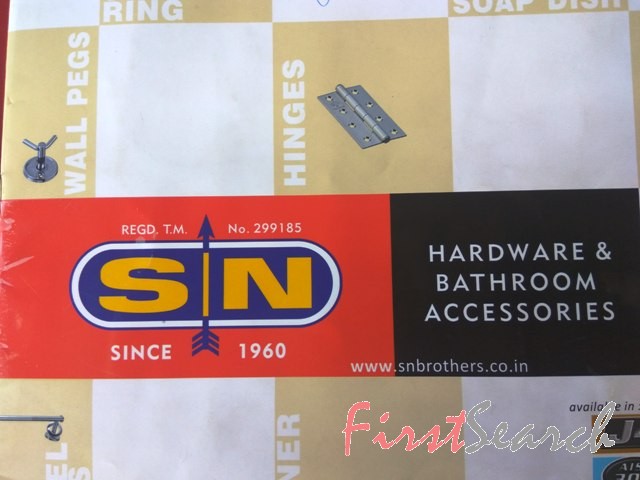 RING
SOAP DISH
WALL PEGS
HINGES
REGD. T.M. No. 299185
SN
SINCE 1960
HARDWARE &
BATHROOM
ACCESSORIES
www.snbrothers.co.in
available in
FirstSearch